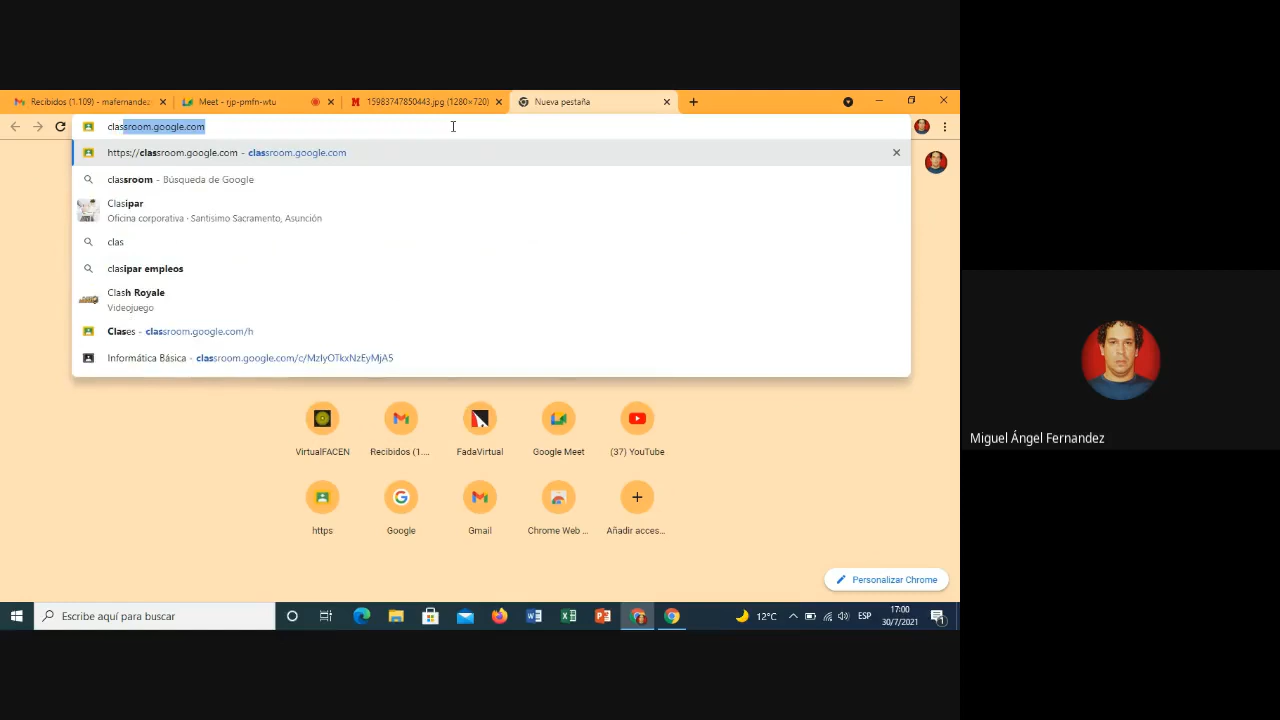 Recibidos (1.109) - mafernandez
Meet - rjp-pmfn-wtu
15983747850443.jpg (1280×720)
Nueva pestaña
classroom.google.com
https://classroom.google.com - classroom.google.com
classroom - Búsqueda de Google
Clasipar
Oficina corporativa · Santisimo Sacramento, Asunción
clas
clasipar empleos
Clash Royale
Videojuego
Clases - classroom.google.com/h
Informática Básica - classroom.google.com/c/MzIyOTkxNzEyMjA5
VirtualFACEN
Recibidos (1....
FadaVirtual
Google Meet
(37) YouTube
https
Google
Gmail
Chrome Web ...
Añadir acces...
Personalizar Chrome
Escribe aquí para buscar
12°C
ESP
17:00
30/7/2021
1
Miguel Ángel Fernandez